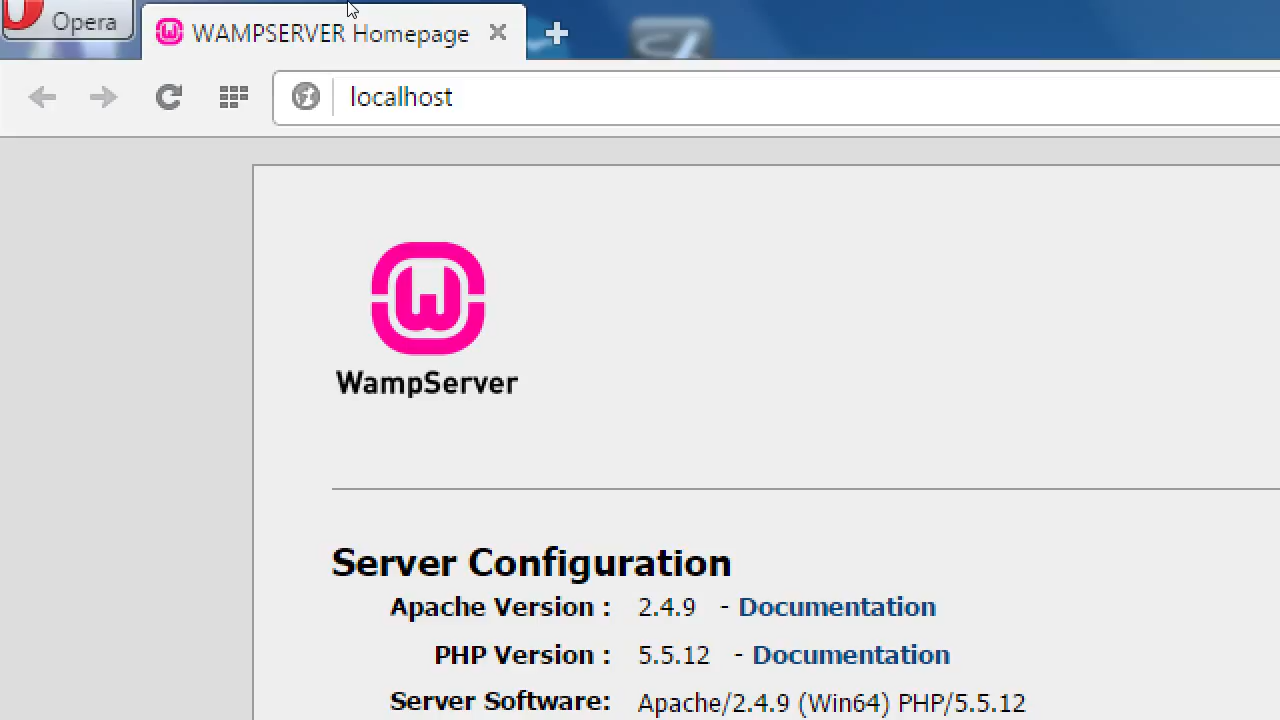 Opera
WAMPSERVER Homepage
localhost
WampServer
Server Configuration
Apache Version : 2.4.9 - Documentation
PHP Version : 5.5.12 - Documentation
Server Software: Apache/2.4.9 (Win64) PHP/5.5.12